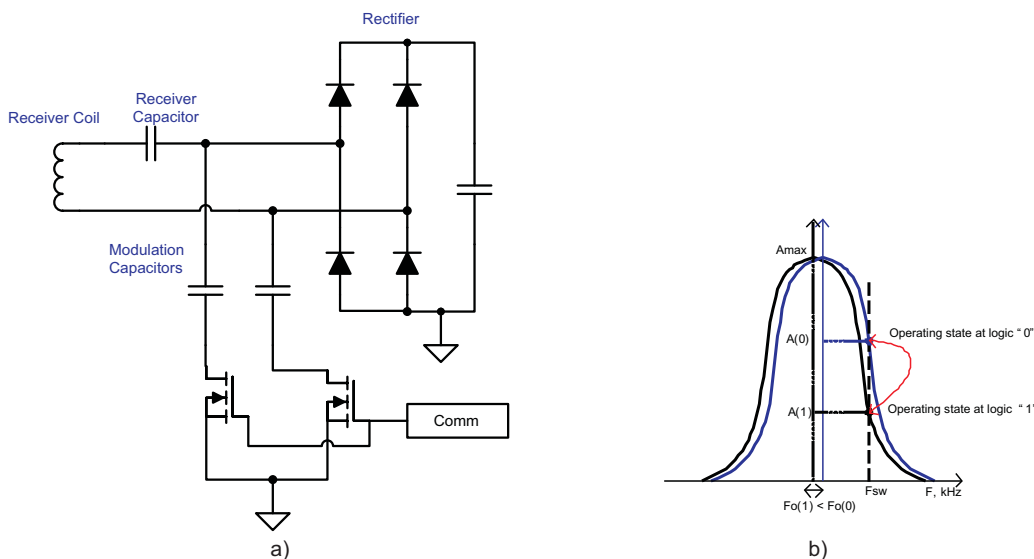 Rectifier
Receiver
Capacitor
Receiver Coil
Modulation
Capacitors
Comm
a)
Amax
A(0)
Operating state at logic “ 0”
A(1)
Operating state at logic “ 1”
Fsw
F, kHz
Fo(1) < Fo(0)
b)